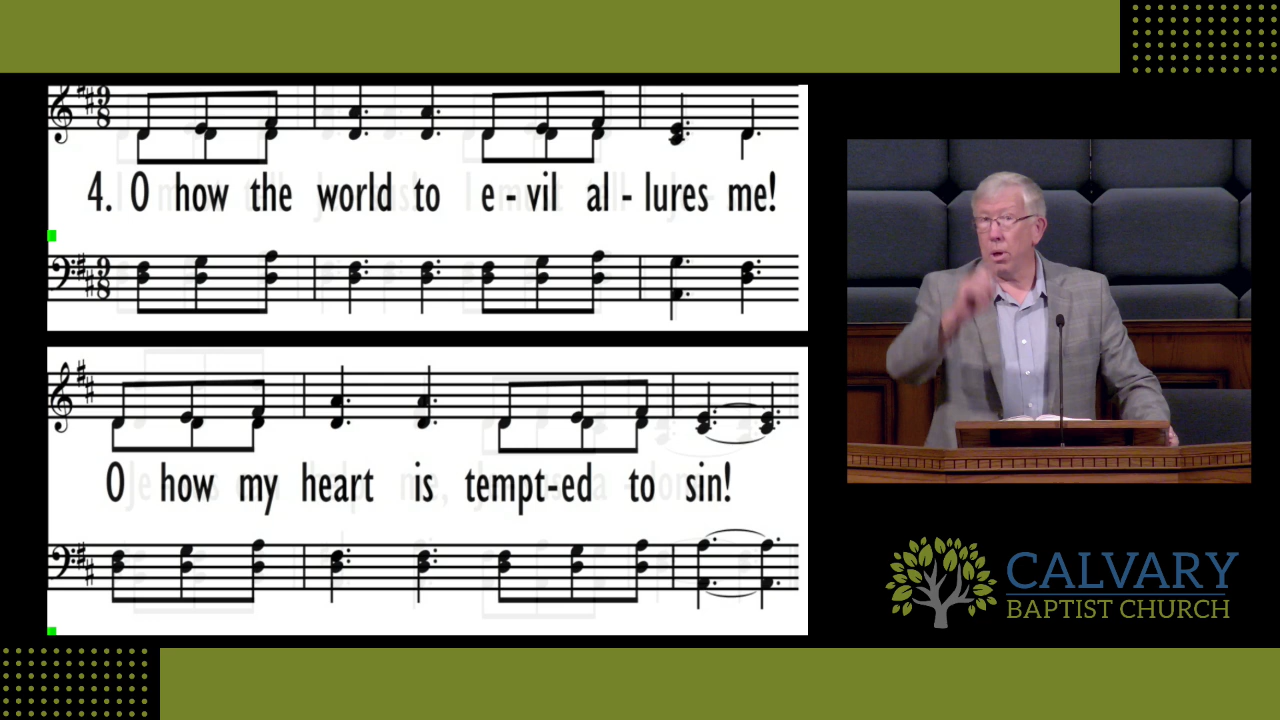 4. O how the world to e - vil al - lures me!
O how my heart is tempt-ed to sin!
CALVARY
BAPTIST CHURCH